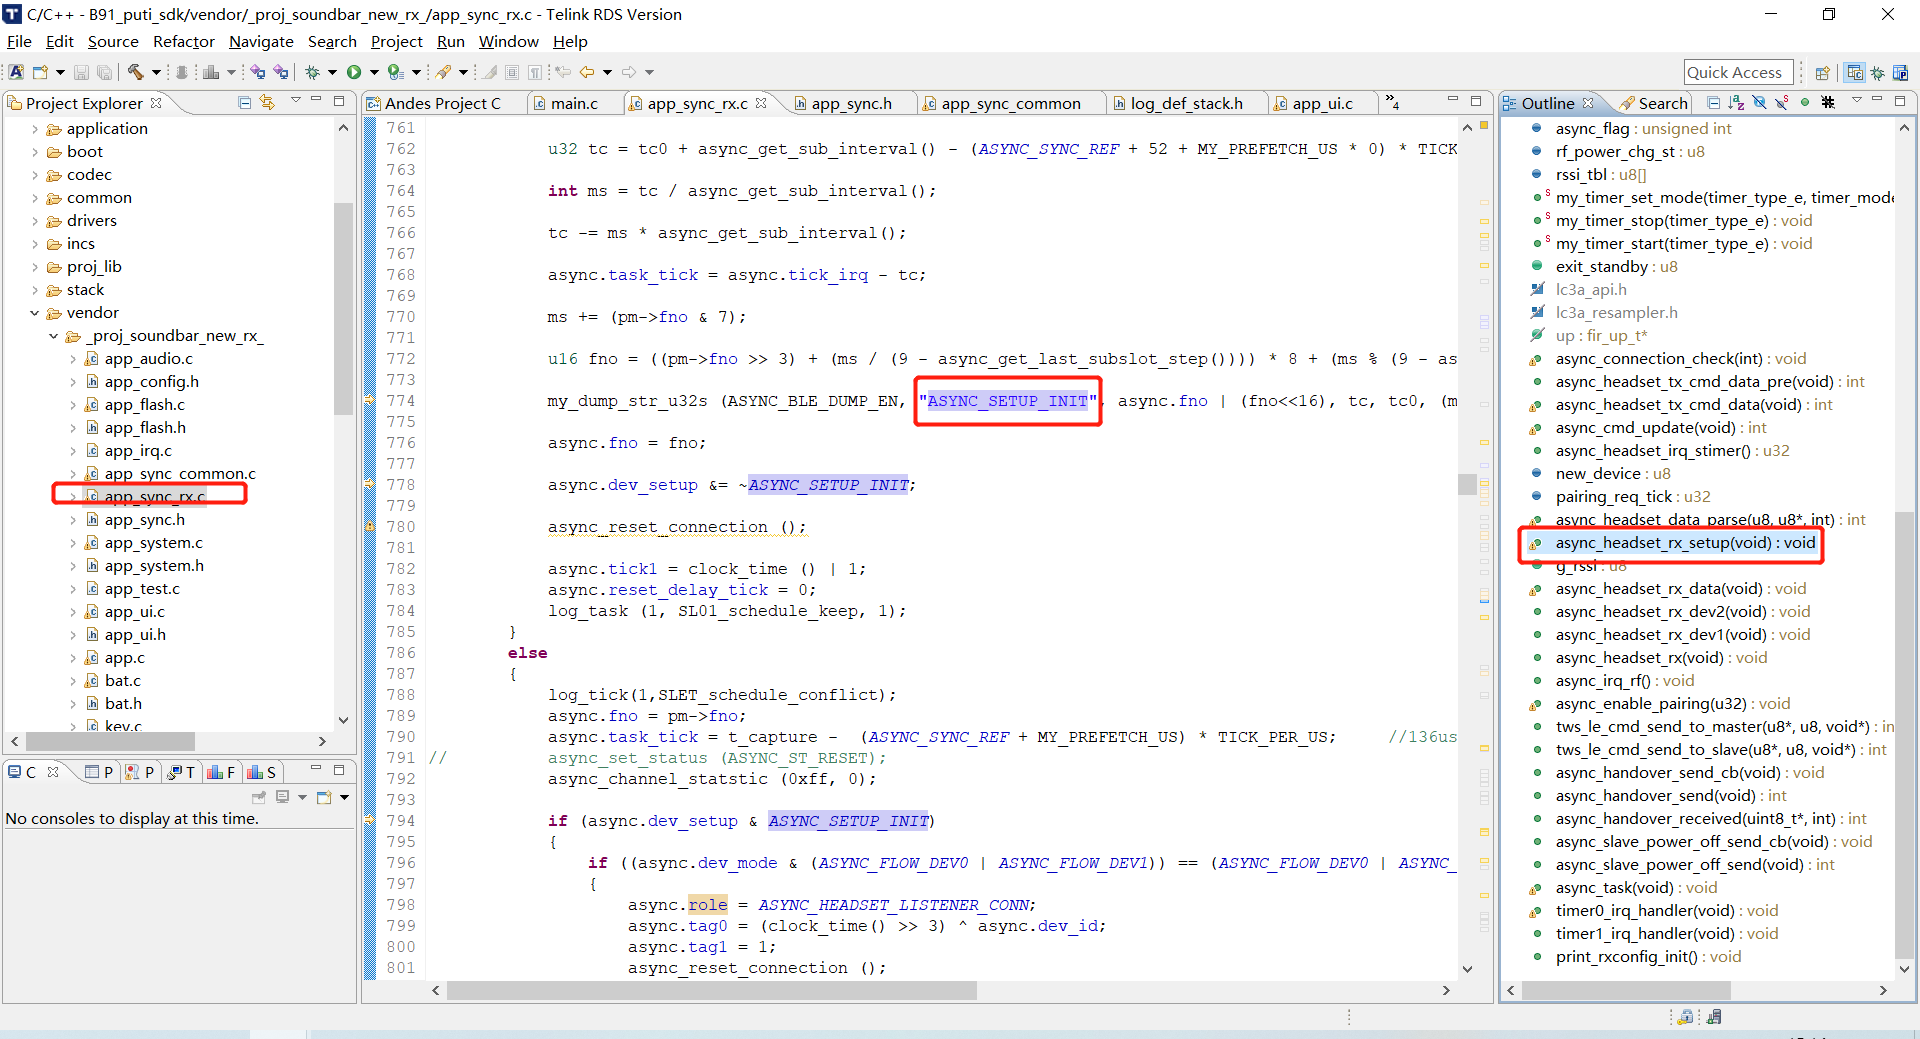 C/C++ - B91_puti_sdk/vendor/_proj_soundbar_new_rx_/app_sync_rx.c - Telink RDS Version
File Edit Source Refactor Navigate Search Project Run Window Help
Quick Access
Project Explorer
application
boot
codec
common
drivers
incs
proj_lib
stack
vendor
_proj_soundbar_new_rx_
app_audio.c
app_config.h
app_flash.c
app_flash.h
app_irq.c
app_sync_common.c
app_sync_rx.c
app_sync.h
app_system.c
app_system.h
app_test.c
app_ui.c
app_ui.h
app.c
bat.c
bat.h
key.c
C P P T F S
No consoles to display at this time.
Andes Project C main.c app_sync_rx.c app_sync.h app_sync_common log_def_stack.h app_ui.c »4
761
762 u32 tc = tc0 + async_get_sub_interval() - (ASYNC_SYNC_REF + 52 + MY_PREFETCH_US * 0) * TICK
763
764 int ms = tc / async_get_sub_interval();
765
766 tc -= ms * async_get_sub_interval();
767
768 async.task_tick = async.tick_irq - tc;
769
770 ms += (pm->fno & 7);
771
772 u16 fno = ((pm->fno >> 3) + (ms / (9 - async_get_last_subslot_step()))) * 8 + (ms % (9 - as
773
774 my_dump_str_u32s (ASYNC_BLE_DUMP_EN, "ASYNC_SETUP_INIT", async.fno | (fno<<16), tc, tc0, (m
775
776 async.fno = fno;
777
778 async.dev_setup &= ~ASYNC_SETUP_INIT;
779
780 async_reset_connection ();
781
782 async.tick1 = clock_time () | 1;
783 async.reset_delay_tick = 0;
784 log_task (1, SL01_schedule_keep, 1);
785 }
786 else
787 {
788 log_tick(1,SLET_schedule_conflict);
789 async.fno = pm->fno;
790 async.task_tick = t_capture - (ASYNC_SYNC_REF + MY_PREFETCH_US) * TICK_PER_US; //136us
791 // async_set_status (ASYNC_ST_RESET);
792 async_channel_statstic (0xff, 0);
793
794 if (async.dev_setup & ASYNC_SETUP_INIT)
795 {
796 if ((async.dev_mode & (ASYNC_FLOW_DEV0 | ASYNC_FLOW_DEV1)) == (ASYNC_FLOW_DEV0 | ASYNC_
797 {
798 async.role = ASYNC_HEADSET_LISTENER_CONN;
799 async.tag0 = (clock_time() >> 3) ^ async.dev_id;
800 async.tag1 = 1;
801 async_reset_connection ();
Outline Search
async_flag : unsigned int
rf_power_chg_st : u8
rssi_tbl : u8[]
my_timer_set_mode(timer_type_e, timer_mode
my_timer_stop(timer_type_e) : void
my_timer_start(timer_type_e) : void
exit_standby : u8
lc3a_api.h
lc3a_resampler.h
up : fir_up_t*
async_connection_check(int) : void
async_headset_tx_cmd_data_pre(void) : int
async_headset_tx_cmd_data(void) : int
async_cmd_update(void) : int
async_headset_irq_stimer() : u32
new_device : u8
pairing_req_tick : u32
async_headset_data_parse(u8, u8*, int) : int
async_headset_rx_setup(void) : void
g_rssi : u8
async_headset_rx_data(void) : void
async_headset_rx_dev2(void) : void
async_headset_rx_dev1(void) : void
async_headset_rx(void) : void
async_irq_rf() : void
async_enable_pairing(u32) : void
tws_le_cmd_send_to_master(u8*, u8, void*) : in
tws_le_cmd_send_to_slave(u8*, u8, void*) : int
async_handover_send_cb(void) : void
async_handover_send(void) : int
async_handover_received(uint8_t*, int) : int
async_slave_power_off_send_cb(void) : void
async_slave_power_off_send(void) : int
async_task(void) : void
timer0_irq_handler(void) : void
timer1_irq_handler(void) : void
print_rxconfig_init() : void